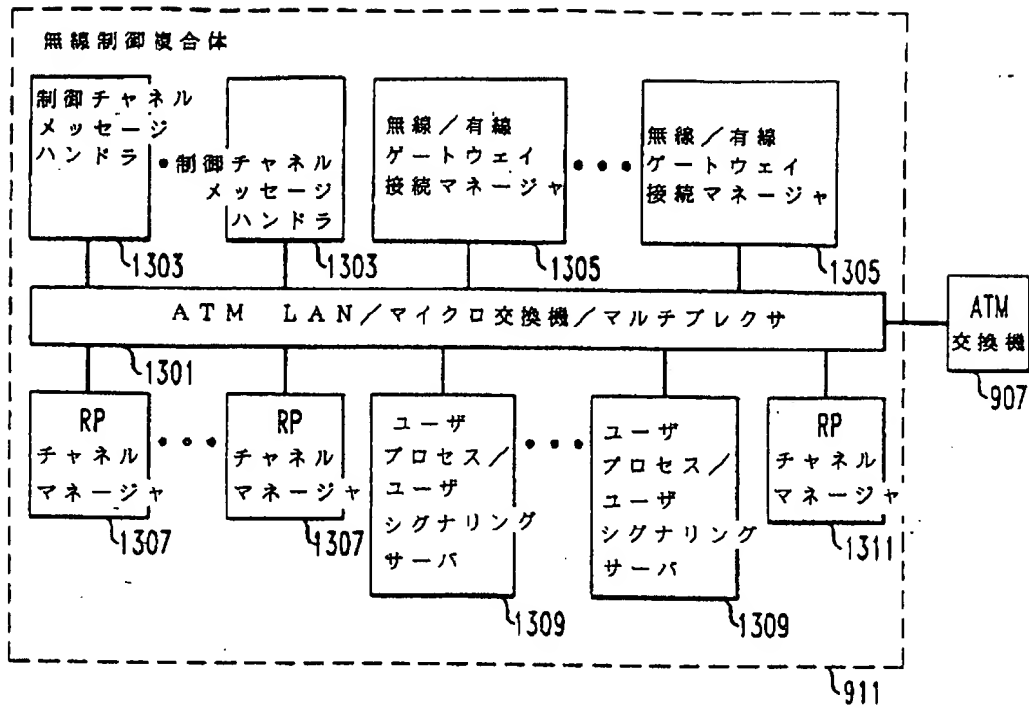 無線制御複合体
制御チャネル
メッセージ
ハンドラ
1303
制御チャネル
メッセージ
ハンドラ
1303
無線/有線
ゲートウェイ
接続マネージャ
1305
無線/有線
ゲートウェイ
接続マネージャ
1305
ATM LAN/マイクロ交換機/マルチプレクサ
1301
ATM
交換機
907
RP
チャネル
マネージャ
1307
RP
チャネル
マネージャ
1307
ユーザ
プロセス/
ユーザ
シグナリング
サーバ
1309
ユーザ
プロセス/
ユーザ
シグナリング
サーバ
1309
RP
チャネル
マネージャ
1311
911